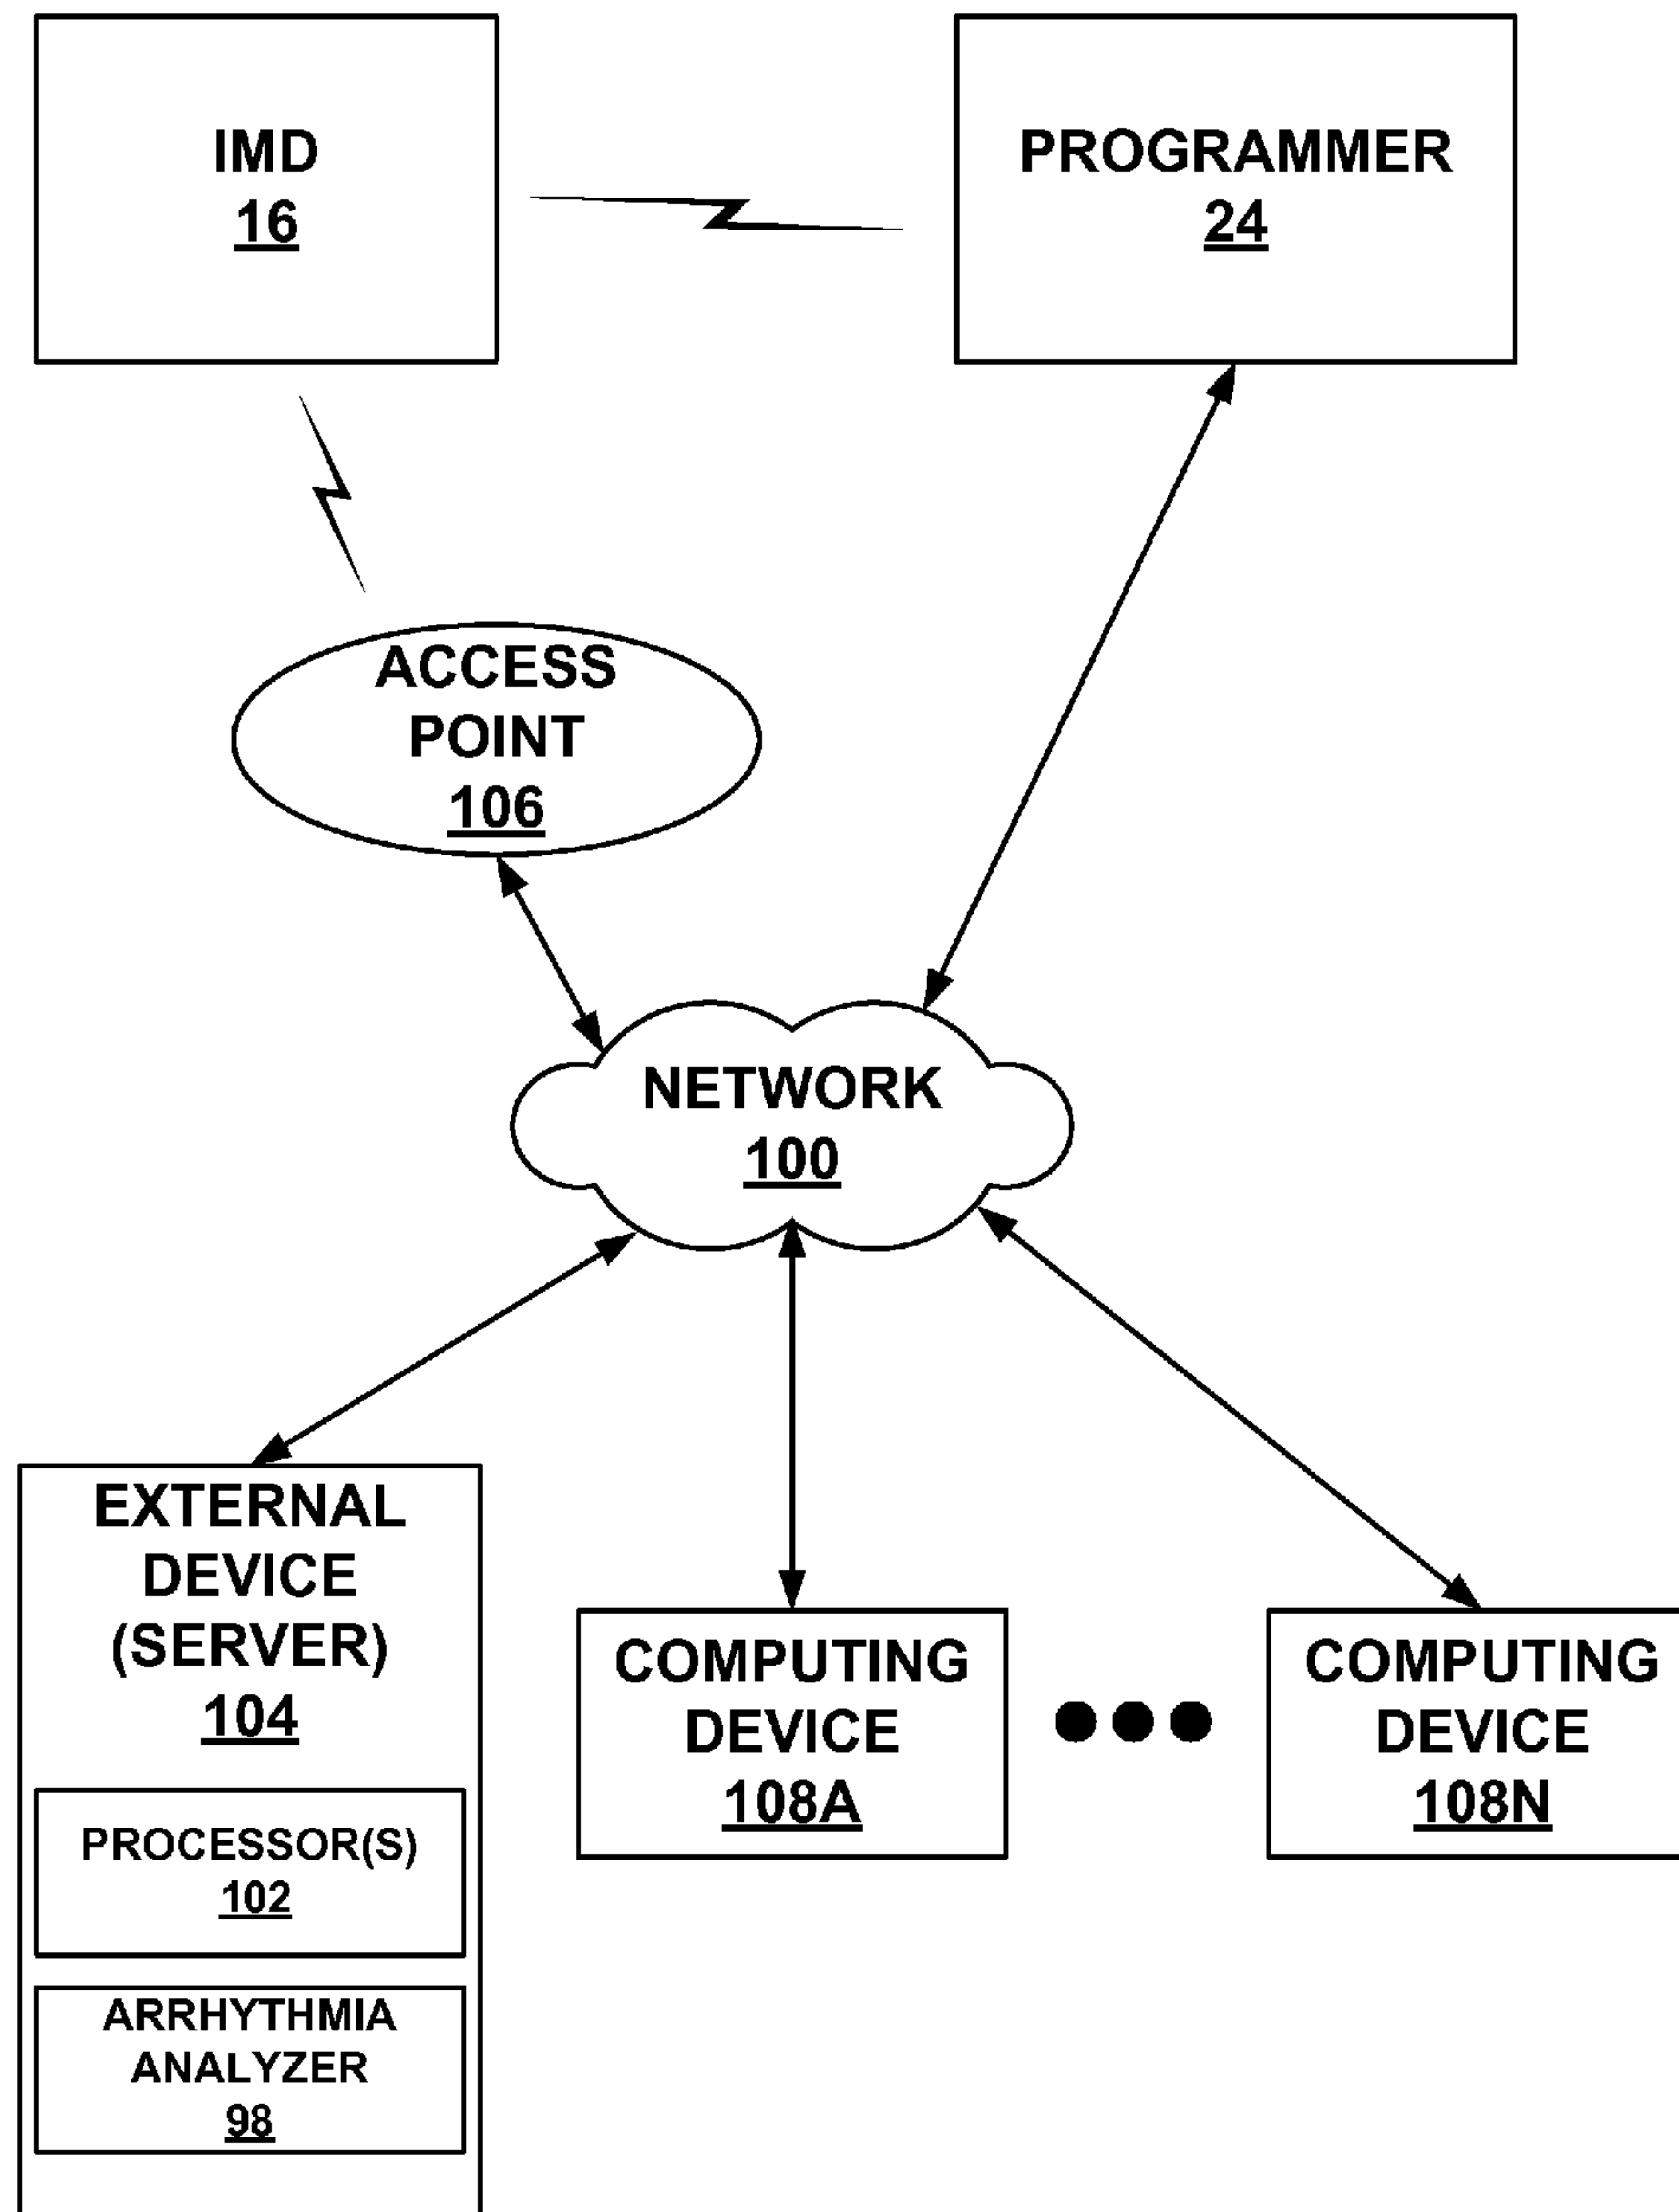 IMD
16
PROGRAMMER
24
ACCESS
POINT
106
NETWORK
100
EXTERNAL
DEVICE
(SERVER)
104
PROCESSOR(S)
102
ARRHYTHMIA
ANALYZER
98
COMPUTING
DEVICE
108A
COMPUTING
DEVICE
108N